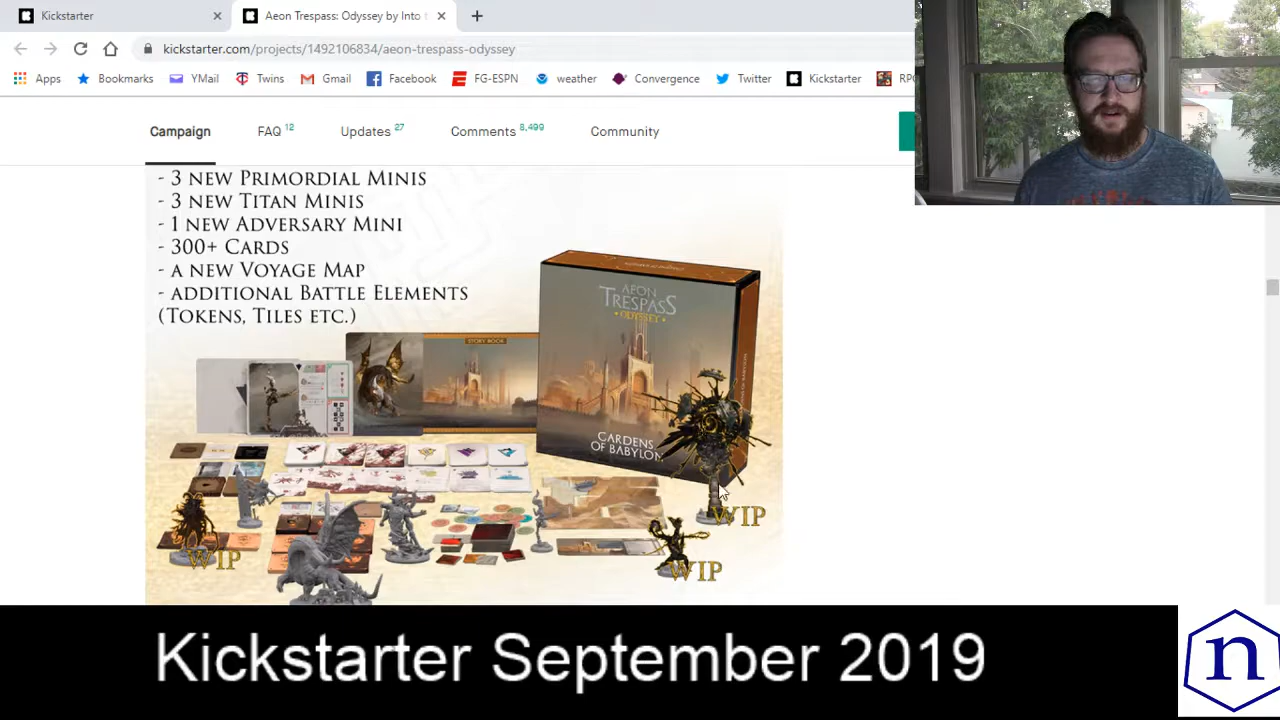 Kickstarter
Aeon Trespass: Odyssey by Into t
kickstarter.com/projects/1492106834/aeon-trespass-odyssey
Apps Bookmarks YMail Twins Gmail Facebook FG-ESPN weather Convergence Twitter Kickstarter RPG
Campaign FAQ 12 Updates 27 Comments 8,499 Community
- 3 new Primordial Minis
- 3 new Titan Minis
- 1 new Adversary Mini
- 300+ Cards
- a new Voyage Map
- additional Battle Elements
(Tokens, Tiles etc.)
STORY BOOK
AEON
TRESPASS
ODYSSEY
GARDENS
OF BABYLON
WIP
WIP
WIP
Kickstarter September 2019
n